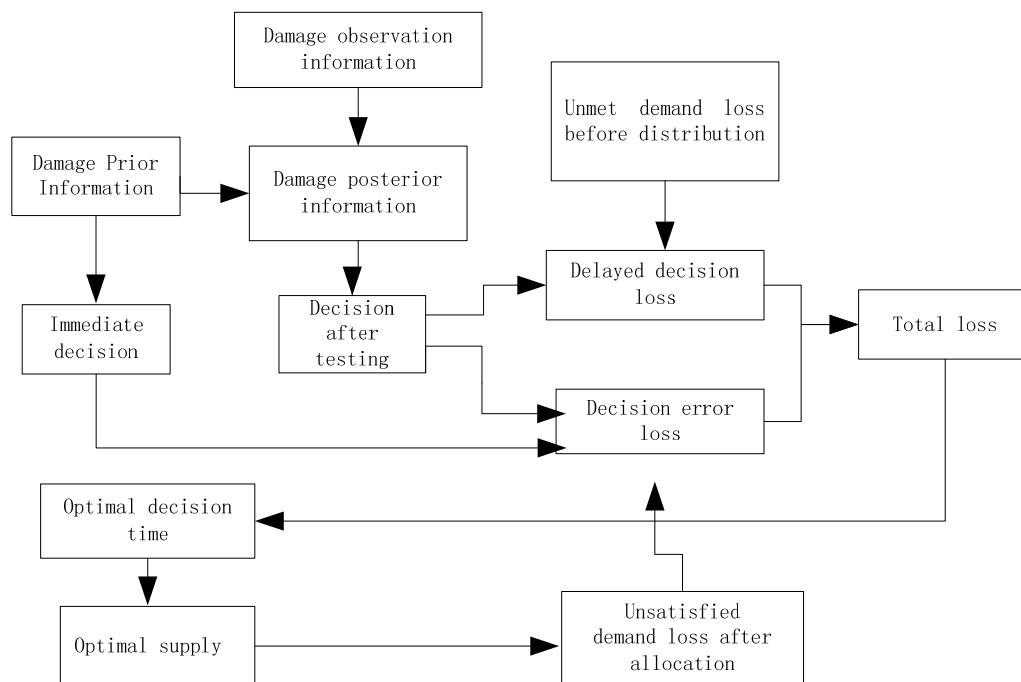 Damage observation
information
Unmet demand loss
before distribution
Damage Prior
Information
Damage posterior
information
Delayed decision
loss
Immediate
decision
Decision
after
testing
Total loss
Decision error
loss
Optimal decision
time
Optimal supply
Unsatisfied
demand loss after
allocation